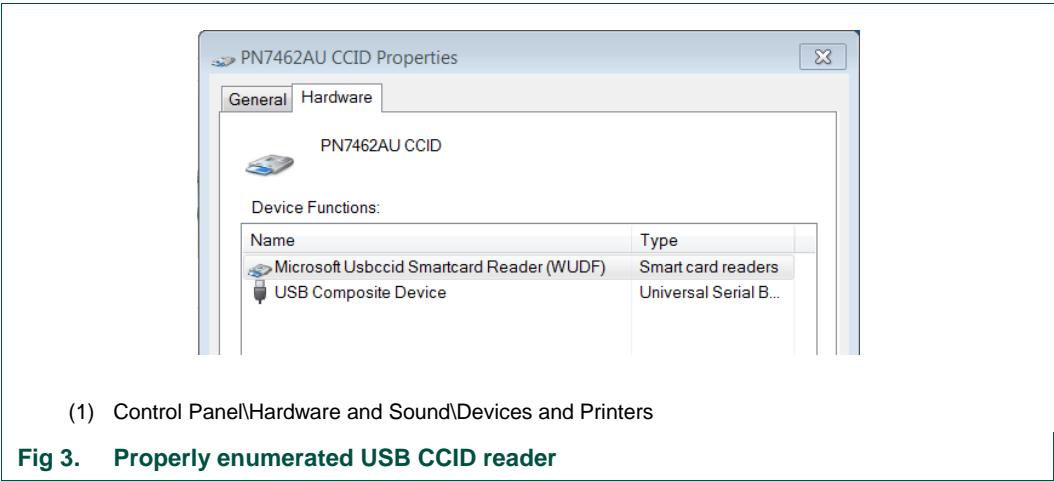 PN7462AU CCID Properties
General Hardware
PN7462AU CCID
Device Functions:
Name Type
Microsoft Usbccid Smartcard Reader (WUDF) Smart card readers
USB Composite Device Universal Serial B...
(1) Control Panel\Hardware and Sound\Devices and Printers
Fig 3. Properly enumerated USB CCID reader